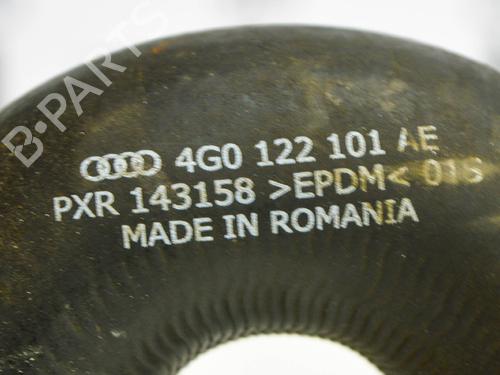 B-PARTS
4G0 122 101 AE
PXR 143158 >EPDM< 016
MADE IN ROMANIA